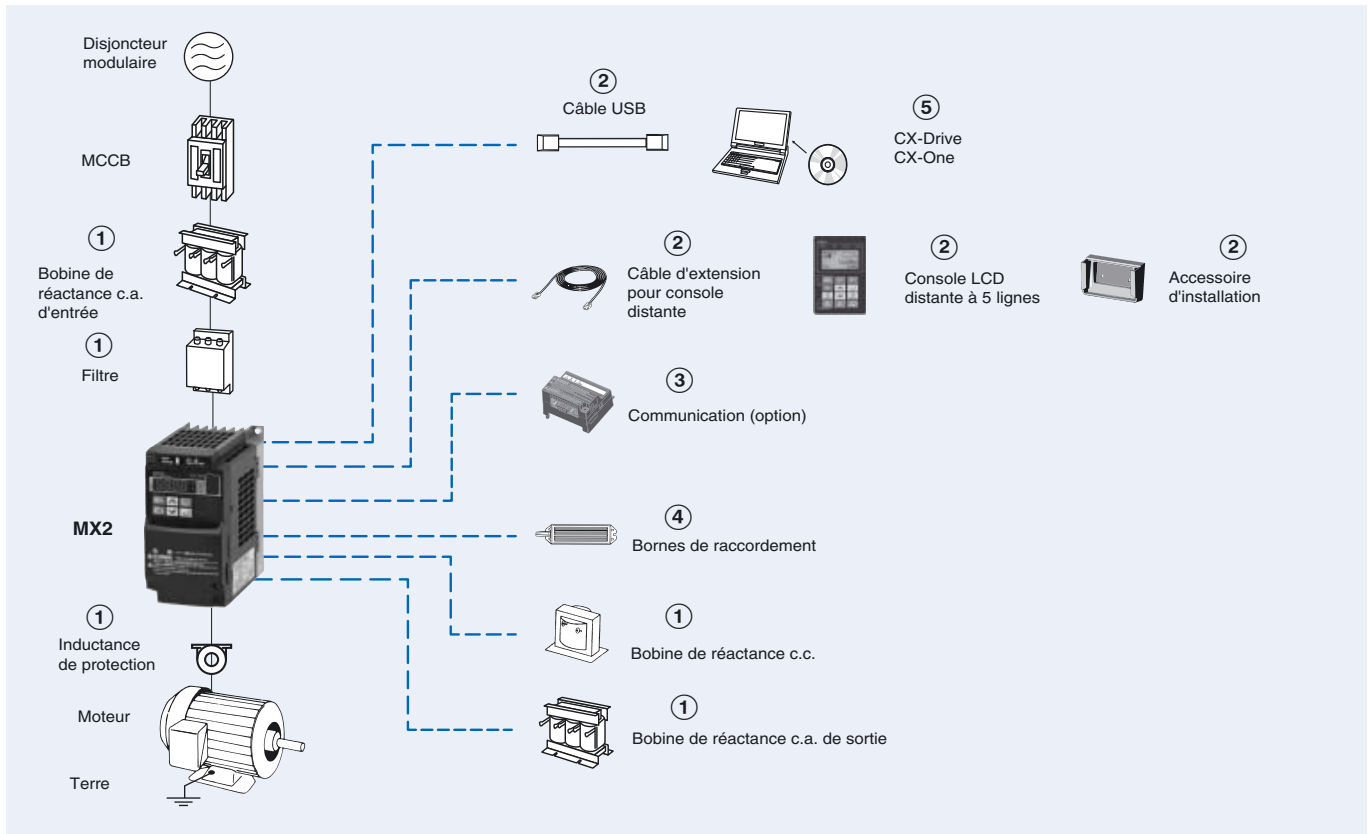 Disjoncteur
modulaire
MCCB
①
Bobine de
réactance c.a.
d'entrée
①
Filtre
MX2
①
Inductance
de protection
Moteur
Terre
②
Câble USB
⑤
CX-Drive
CX-One
②
Câble d'extension
pour console
distante
②
Console LCD
distante à 5 lignes
②
Accessoire
d'installation
③
Communication (option)
④
Bornes de raccordement
①
Bobine de réactance c.c.
①
Bobine de réactance c.a. de sortie